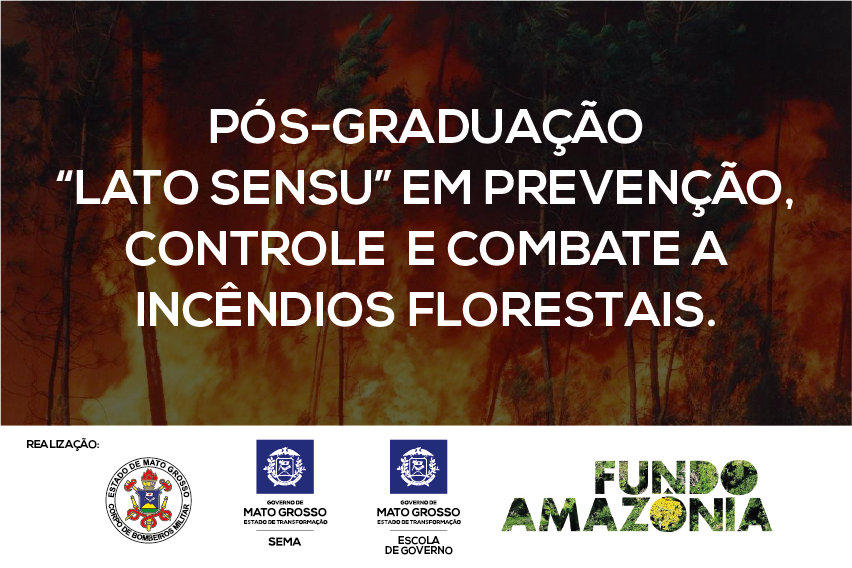 PÓS-GRADUAÇÃO
“LATO SENSU” EM PREVENÇÃO,
CONTROLE E COMBATE A
INCÊNDIOS FLORESTAIS.
REALIZAÇÃO:
ESTADO DE MATO GROSSO
CORPO DE BOMBEIROS MILITAR
GOVERNO DE
MATO GROSSO
ESTADO DE TRANSFORMAÇÃO
SEMA
GOVERNO DE
MATO GROSSO
ESTADO DE TRANSFORMAÇÃO
ESCOLA
DE GOVERNO
FUNDO
AMAZÔNIA